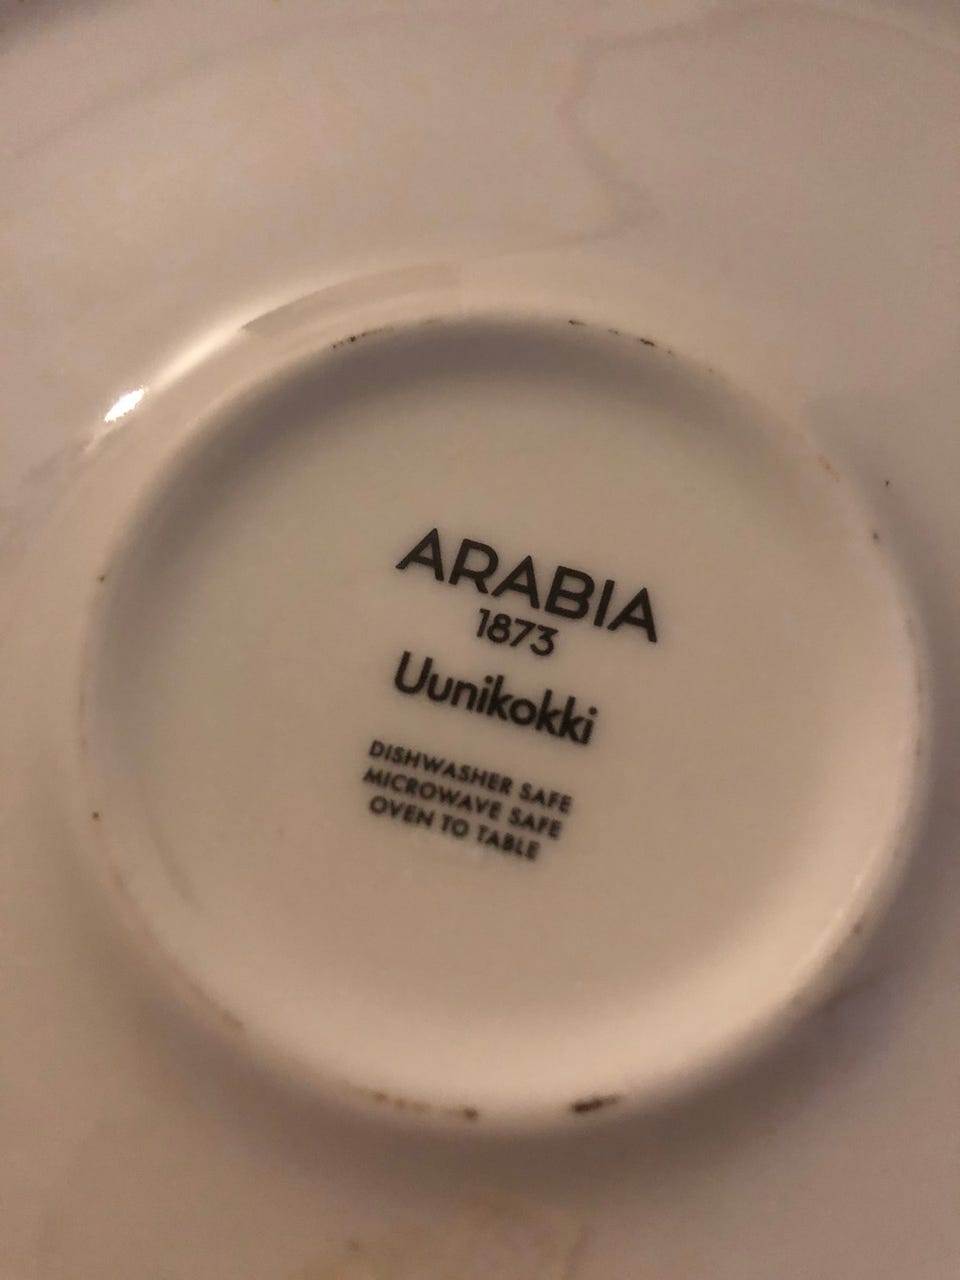 ARABIA
1873
Uunikokki
DISHWASHER SAFE
MICROWAVE SAFE
OVEN TO TABLE